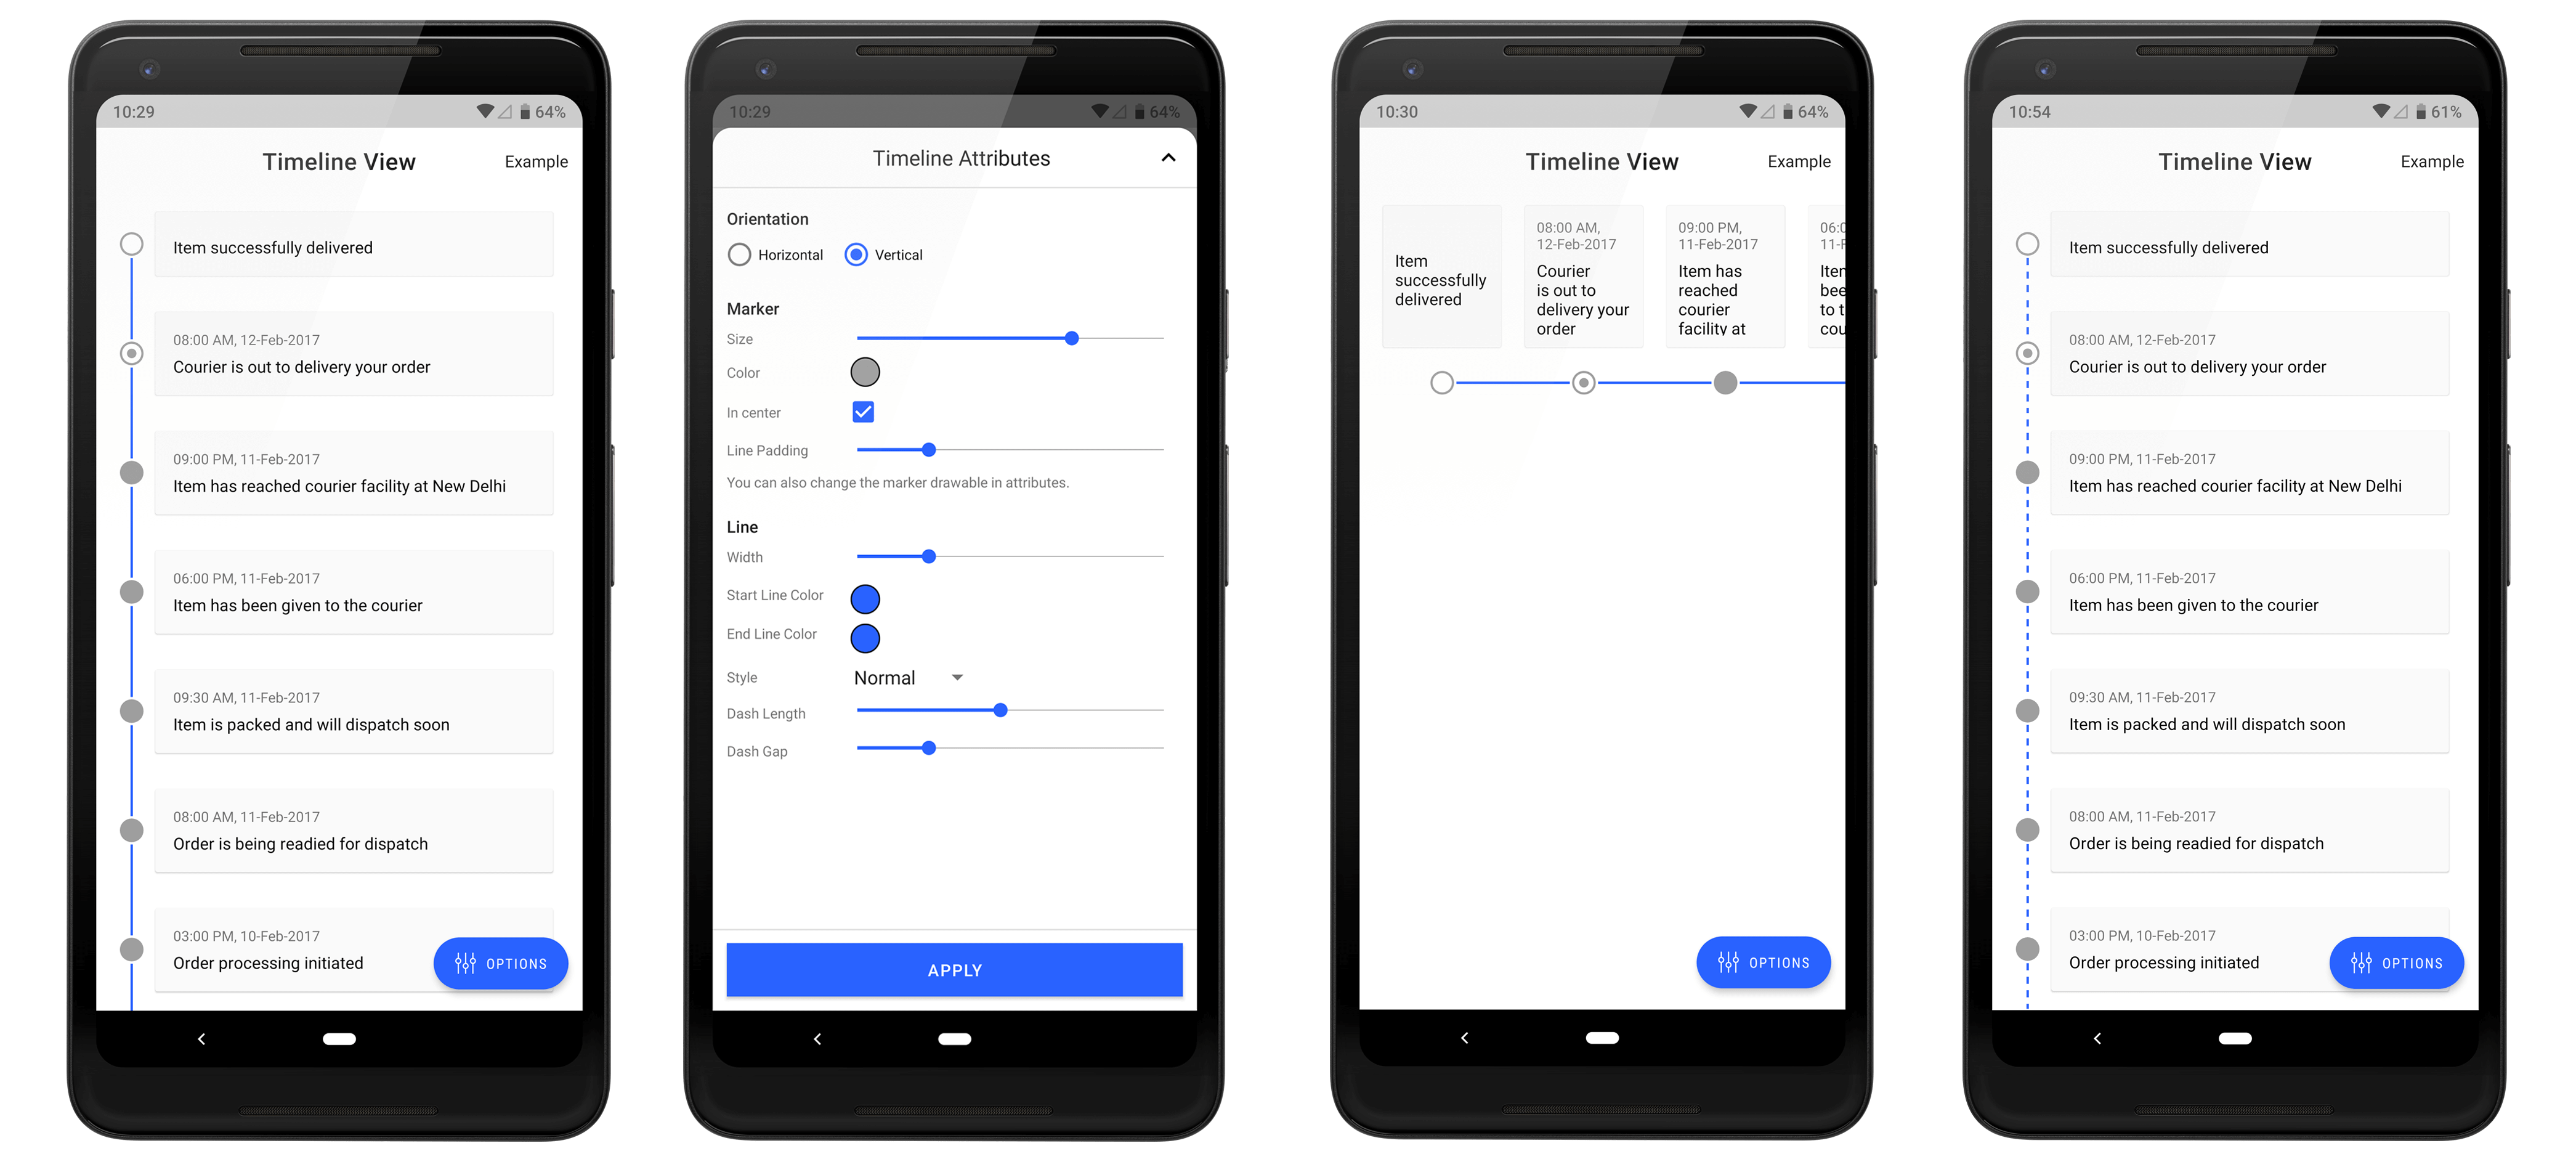 10:29
64%
Timeline View
Example
Item successfully delivered
08:00 AM, 12-Feb-2017
Courier is out to delivery your order
09:00 PM, 11-Feb-2017
Item has reached courier facility at New Delhi
06:00 PM, 11-Feb-2017
Item has been given to the courier
09:30 AM, 11-Feb-2017
Item is packed and will dispatch soon
08:00 AM, 11-Feb-2017
Order is being readied for dispatch
03:00 PM, 10-Feb-2017
Order processing initiated
OPTIONS
10:29
64%
Timeline Attributes
Orientation
Horizontal
Vertical
Marker
Size
Color
In center
Line Padding
You can also change the marker drawable in attributes.
Line
Width
Start Line Color
End Line Color
Style
Normal
Dash Length
Dash Gap
APPLY
10:30
64%
Timeline View
Example
Item
successfully
delivered
08:00 AM,
12-Feb-2017
Courier
is out to
delivery your
order
09:00 PM,
11-Feb-2017
Item has
reached
courier
facility at
to t
OPTIONS
10:54
61%
Timeline View
Example
Item successfully delivered
08:00 AM, 12-Feb-2017
Courier is out to delivery your order
09:00 PM, 11-Feb-2017
Item has reached courier facility at New Delhi
06:00 PM, 11-Feb-2017
Item has been given to the courier
09:30 AM, 11-Feb-2017
Item is packed and will dispatch soon
08:00 AM, 11-Feb-2017
Order is being readied for dispatch
03:00 PM, 10-Feb-2017
Order processing initiated
OPTIONS